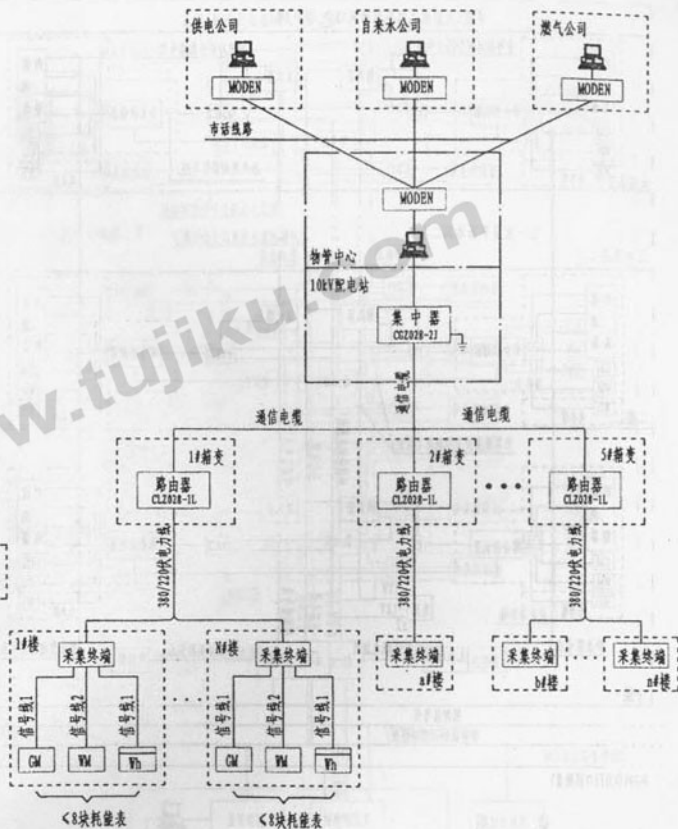 供电公司
自来水公司
燃气公司
MODEN
MODEN
MODEN
市话线路
MODEN
物管中心
10kV配电站
集中器
CGZ028-2J
通信电缆
通信电缆
通信电缆
1#箱变
2#箱变
5#箱变
路由器
CLZ028-1L
路由器
CLZ028-1L
路由器
CLZ028-1L
380/220伏电力线
380/220伏电力线
380/220伏电力线
1#楼
采集终端
N#楼
采集终端
采集终端
a#楼
采集终端
b#楼
采集终端
n#楼
信号线1
信号线2
信号线1
信号线1
信号线2
信号线1
GM
WM
Wh
GM
WM
Wh
<8块耗能表
<8块耗能表
w.tujiku.com